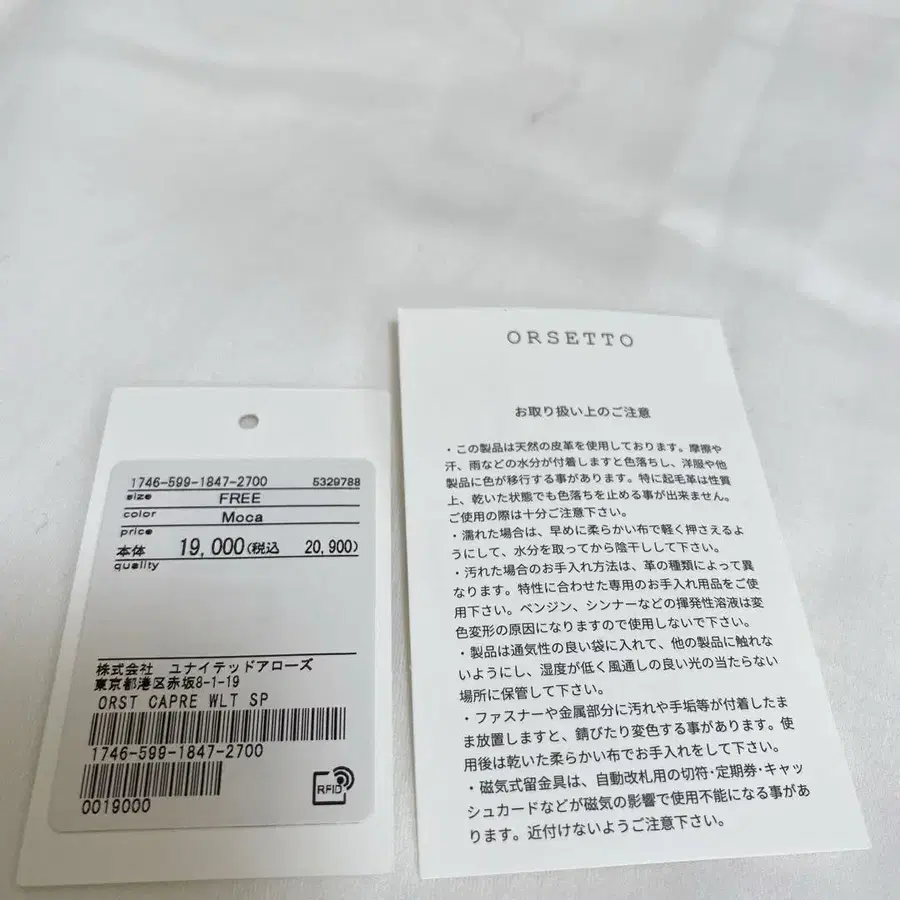 1746-599-1847-2700 5329788
size FREE
color Moca
price
本体 19,000(税込 20,900)
quality
株式会社 ユナイテッドアローズ
東京都港区赤坂8-1-19
ORST CAPRE WLT SP
1746-599-1847-2700
0019000
RFID
ORSETTO
お取り扱い上のご注意
・この製品は天然の皮革を使用しております。摩擦や
汗、雨などの水分が付着しますと色落ちし、洋服や他
製品に色が移行する事があります。特に起毛革は性質
上、乾いた状態でも色落ちを止める事が出来ません。
ご使用の際は十分ご注意下さい。
・濡れた場合は、早めに柔らかい布で軽く押さえるよ
うにして、水分を取ってから陰干しして下さい。
・汚れた場合のお手入れ方法は、革の種類によって異
なります。特性に合わせた専用のお手入れ用品をご使
用下さい。ベンジン、シンナーなどの揮発性溶液は変
色変形の原因になりますので使用しないで下さい。
・製品は通気性の良い袋に入れて、他の製品に触れな
いようにし、湿度が低く風通しの良い光の当たらない
場所に保管して下さい。
・ファスナーや金属部分に汚れや手垢等が付着したま
ま放置しますと、錆びたり変色する事があります。使
用後は乾いた柔らかい布でお手入れをして下さい。
・磁気式留金具は、自動改札用の切符･定期券･キャッ
シュカードなどが磁気の影響で使用不能になる事があ
ります。近付けないようご注意下さい。